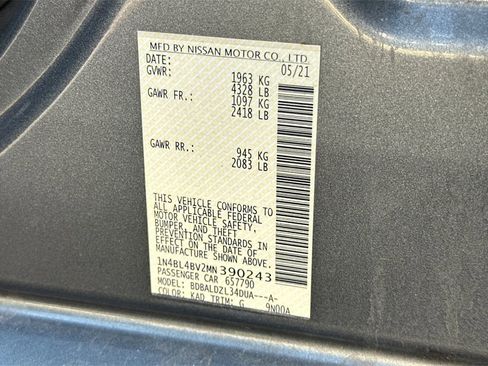 MFD BY NISSAN MOTOR CO., LTD.
DATE: 05/21
GVWR: 1963 KG
4328 LB
GAWR FR.: 1097 KG
2418 LB
GAWR RR.: 945 KG
2083 LB
THIS VEHICLE CONFORMS TO
ALL APPLICABLE FEDERAL
MOTOR VEHICLE SAFETY,
BUMPER, AND THEFT
PREVENTION STANDARDS IN
EFFECT ON THE DATE OF
MANUFACTURE SHOWN ABOVE.
1N4BL4BV2MN390243
PASSENGER CAR 657790
MODEL: BDBALDZL34DUA---A-
COLOR: KAD TRIM: G 9N00A